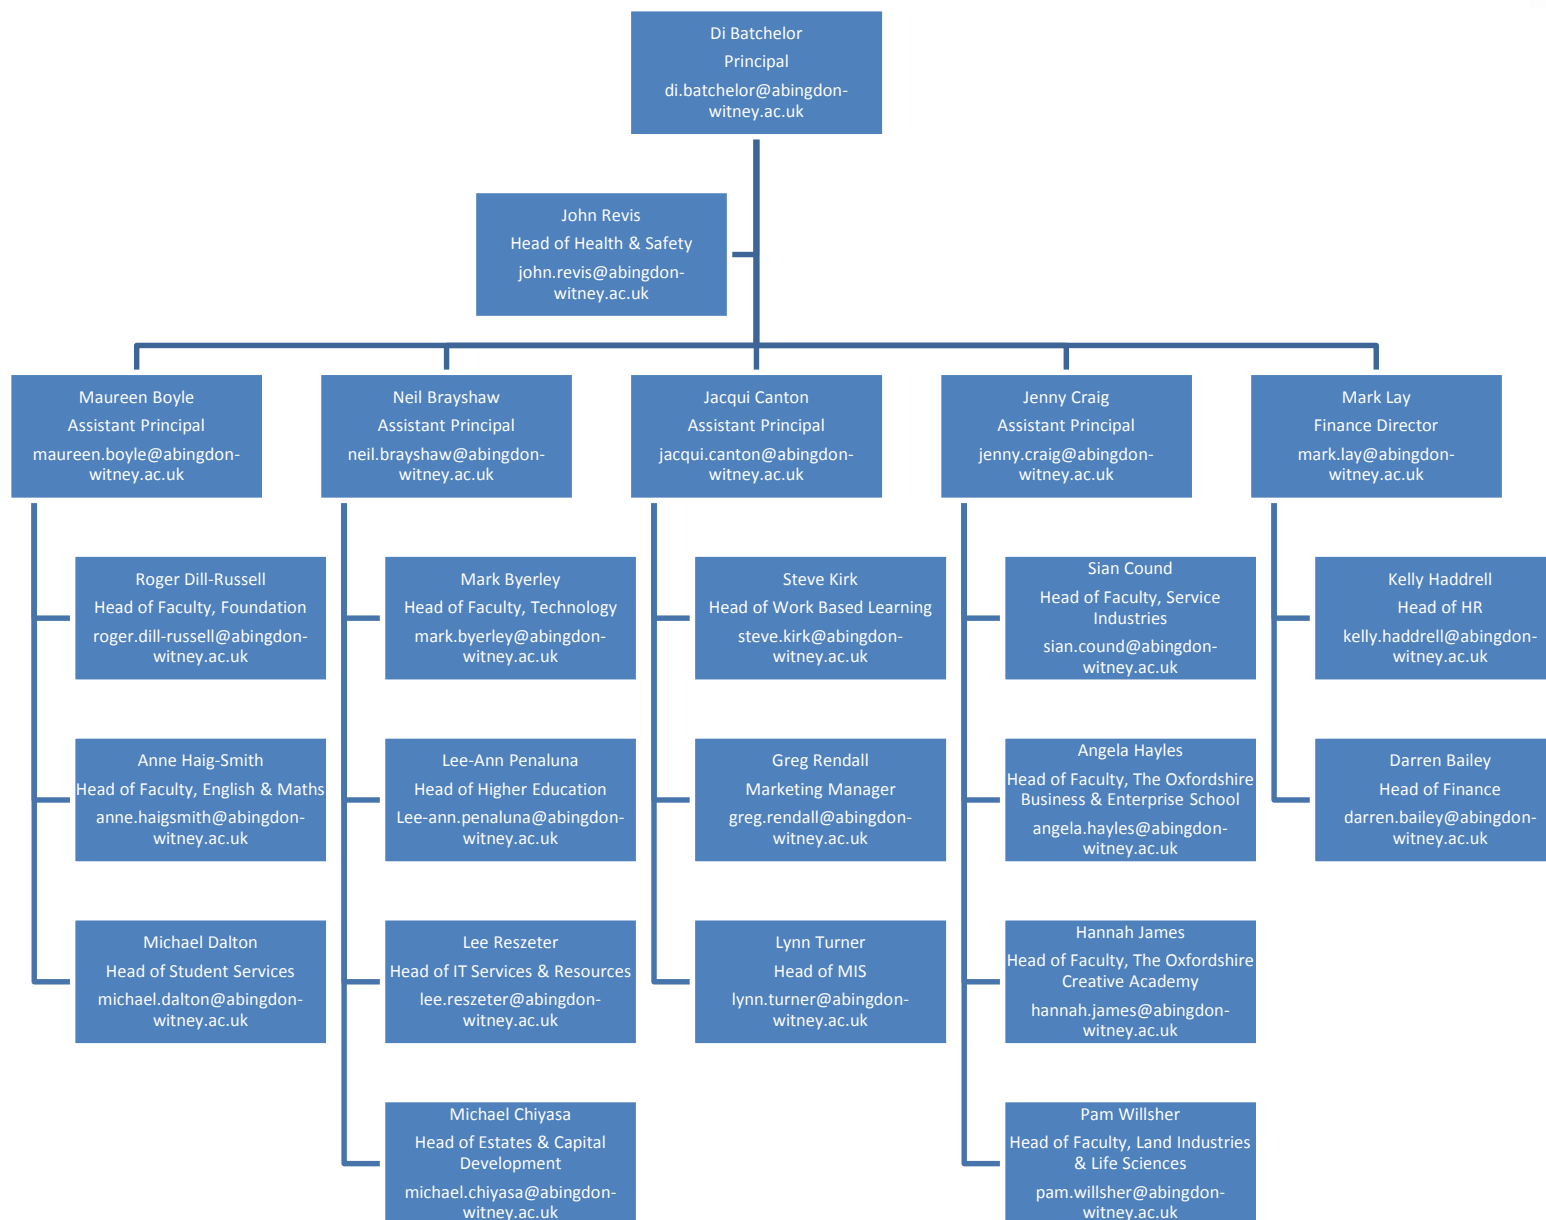 Di Batchelor
Principal
di.batchelor@abingdon-
witney.ac.uk
John Revis
Head of Health & Safety
john.revis@abingdon-
witney.ac.uk
Maureen Boyle
Assistant Principal
maureen.boyle@abingdon-
witney.ac.uk
Neil Brayshaw
Assistant Principal
neil.brayshaw@abingdon-
witney.ac.uk
Jacqui Canton
Assistant Principal
jacqui.canton@abingdon-
witney.ac.uk
Jenny Craig
Assistant Principal
jenny.craig@abingdon-
witney.ac.uk
Mark Lay
Finance Director
mark.lay@abingdon-
witney.ac.uk
Roger Dill-Russell
Head of Faculty, Foundation
roger.dill-russell@abingdon-
witney.ac.uk
Mark Byerley
Head of Faculty, Technology
mark.byerley@abingdon-
witney.ac.uk
Steve Kirk
Head of Work Based Learning
steve.kirk@abingdon-
witney.ac.uk
Sian Cound
Head of Faculty, Service
Industries
sian.cound@abingdon-
witney.ac.uk
Kelly Haddrell
Head of HR
kelly.haddrell@abingdon-
witney.ac.uk
Anne Haig-Smith
Head of Faculty, English & Maths
anne.haigsmith@abingdon-
witney.ac.uk
Lee-Ann Penaluna
Head of Higher Education
Lee-ann.penaluna@abingdon-
witney.ac.uk
Greg Rendall
Marketing Manager
greg.rendall@abingdon-
witney.ac.uk
Angela Hayles
Head of Faculty, The Oxfordshire
Business & Enterprise School
angela.hayles@abingdon-
witney.ac.uk
Darren Bailey
Head of Finance
darren.bailey@abingdon-
witney.ac.uk
Michael Dalton
Head of Student Services
michael.dalton@abingdon-
witney.ac.uk
Lee Reszeter
Head of IT Services & Resources
lee.reszeter@abingdon-
witney.ac.uk
Lynn Turner
Head of MIS
lynn.turner@abingdon-
witney.ac.uk
Hannah James
Head of Faculty, The Oxfordshire
Creative Academy
hannah.james@abingdon-
witney.ac.uk
Michael Chiyasa
Head of Estates & Capital
Development
michael.chiyasa@abingdon-
witney.ac.uk
Pam Willsher
Head of Faculty, Land Industries
& Life Sciences
pam.willsher@abingdon-
witney.ac.uk